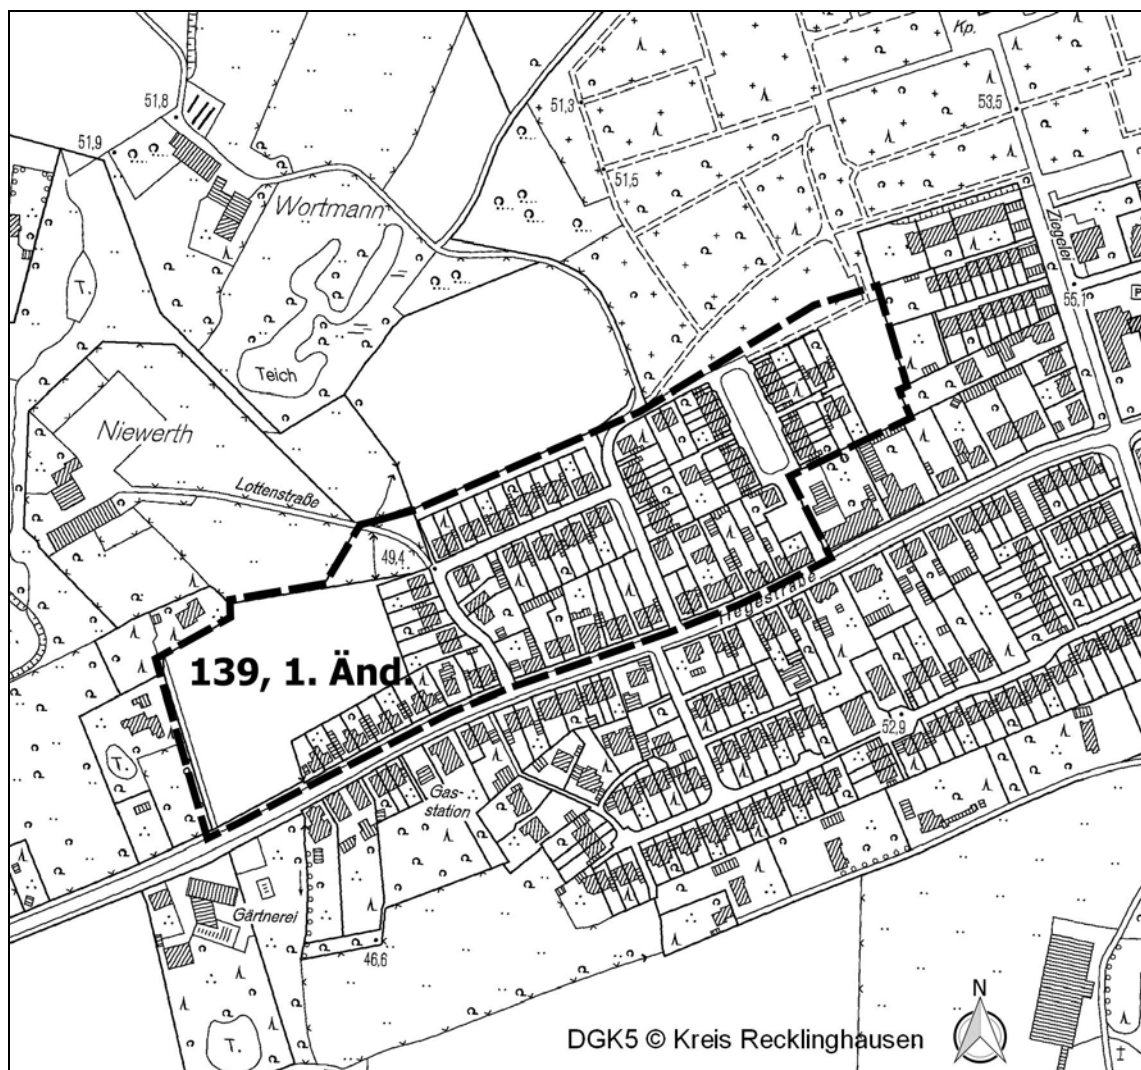 Kp.
51,3
53,5
51,8
51,9
51,5
Wortmann
Ziegelei
T.
55,1
P
Teich
Niewerth
Lottenstraße
49,4
139, 1. Änd.
52,9
T.
Gas-
station
Gärtnerei
46,6
T.
N
DGK5 © Kreis Recklinghausen